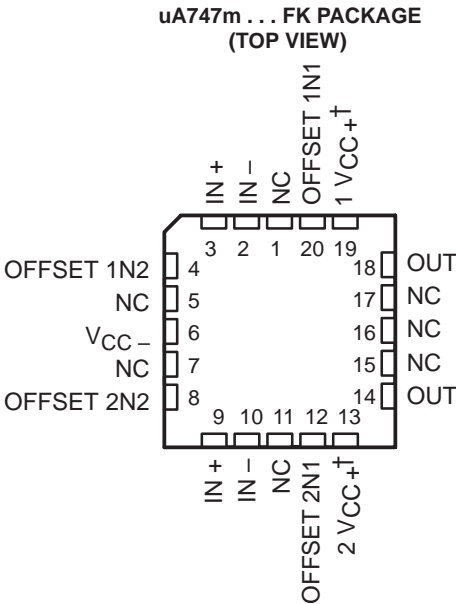 uA747m . . . FK PACKAGE
(TOP VIEW)
IN +
IN –
NC
OFFSET 1N1
1 VCC+†
3 2 1 20 19
OFFSET 1N2 4
NC 5
VCC – 6
NC 7
OFFSET 2N2 8
18 OUT
17 NC
16 NC
15 NC
14 OUT
9 10 11 12 13
IN +
IN –
NC
OFFSET 2N1
2 VCC+†